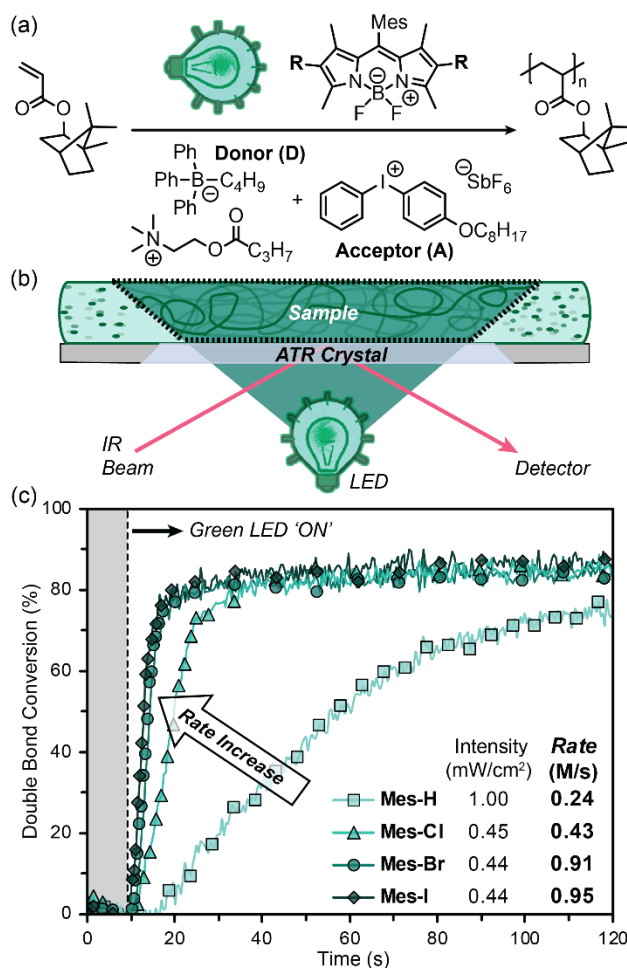 (a)
Mes
R
R
N
N
B
⊖
⊕
F
F
O
O
n
O
O
Ph
Donor (D)
Ph
B
C4H9
Ph
⊖
N
⊕
O
C3H7
O
+
⊕
I
⊖
SbF6
OC8H17
Acceptor (A)
(b)
Sample
ATR Crystal
IR
Beam
LED
Detector
(c)
Green LED 'ON'
Rate Increase
Intensity
(mW/cm²)
Rate
(M/s)
Mes-H 1.00 0.24
Mes-Cl 0.45 0.43
Mes-Br 0.44 0.91
Mes-I 0.44 0.95
Double Bond Conversion (%)
100
80
60
40
20
0
0 20 40 60 80 100 120
Time (s)